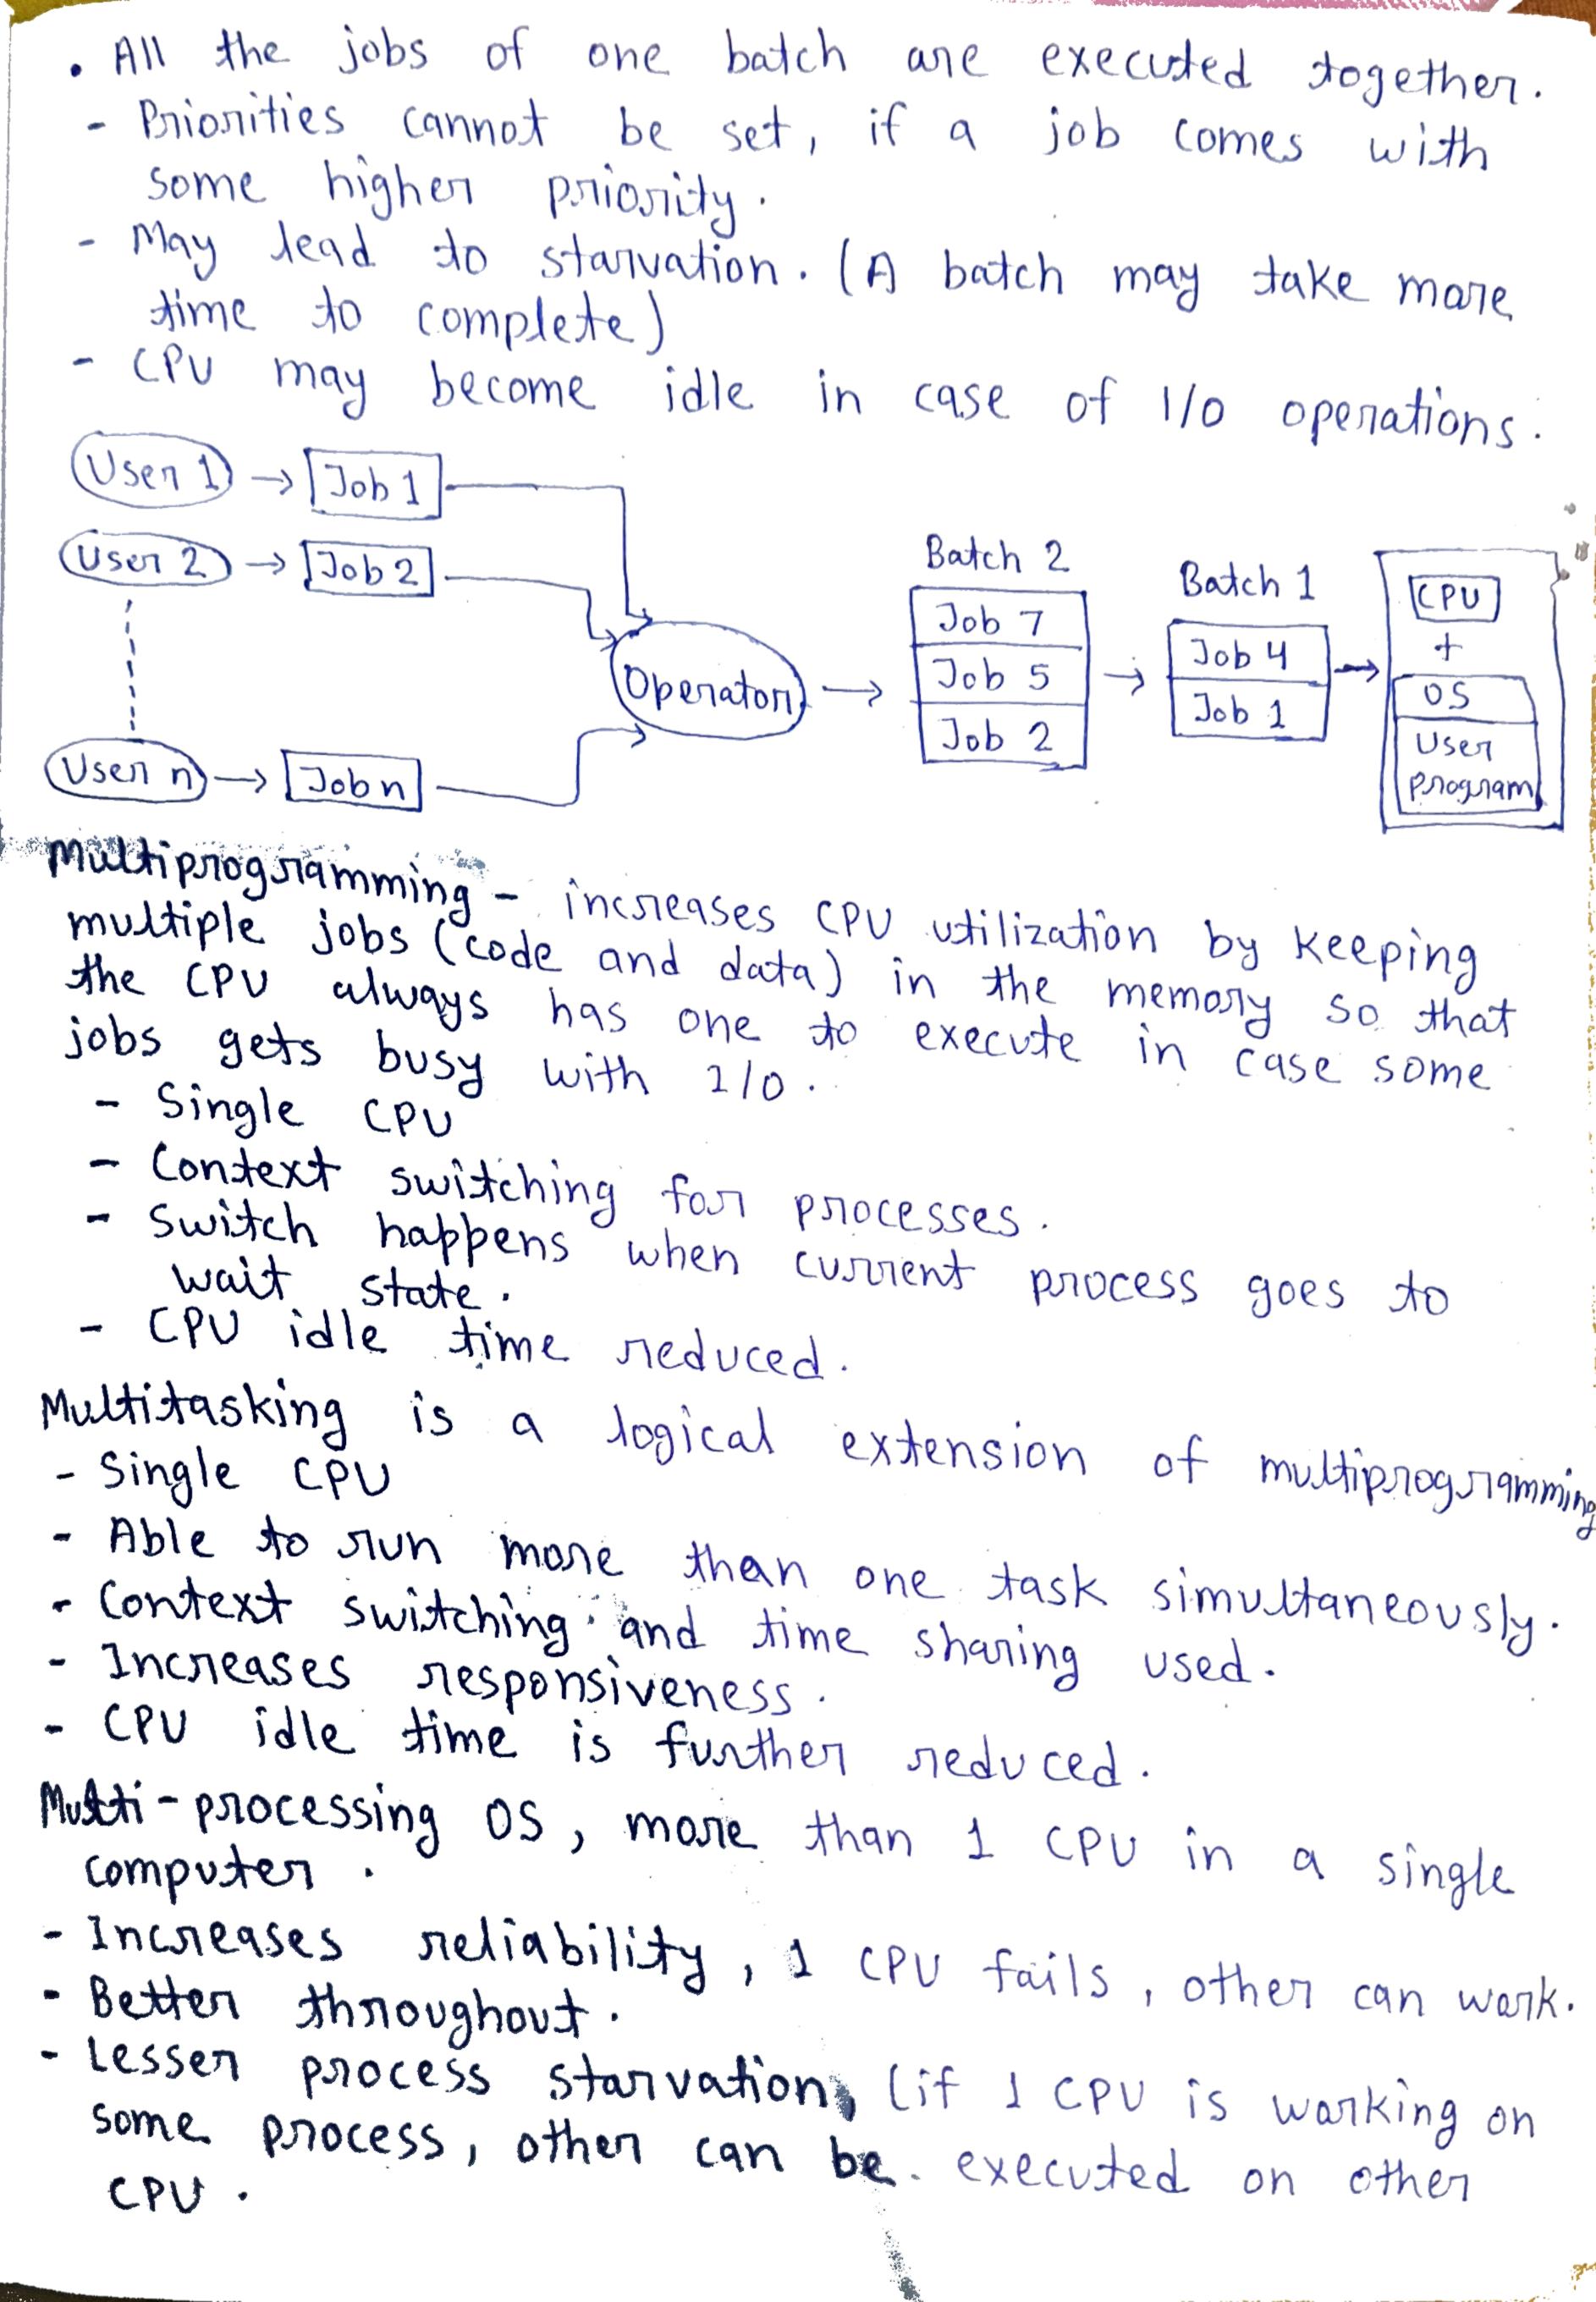 • All the jobs of one batch are executed together.
- Priorities cannot be set, if a job comes with
some higher priority.
- May lead to starvation. (A batch may take more
time to complete)
- CPU may become idle in case of I/O operations.
User 1 → Job 1
User 2 → Job 2
User n → Job n
Operator →
Batch 2
Job 7
Job 5
Job 2
→
Batch 1
Job 4
Job 1
→
CPU
+
OS
User
program
Multiprogramming - increases CPU utilization by keeping
multiple jobs (code and data) in the memory so that
the CPU always has one to execute in case some
jobs gets busy with I/O.
- Single CPU
- Context switching for processes.
- Switch happens when current process goes to
wait state.
- CPU idle time reduced.
Multitasking is a logical extension of multiprogramming
- Single CPU
- Able to run more than one task simultaneously.
- Context switching and time sharing used.
- Increases responsiveness.
- CPU idle time is further reduced.
Multi-processing OS, more than 1 CPU in a single
computer.
- Increases reliability, 1 CPU fails, other can work.
- Better throughout.
- Lesser process starvation, (if 1 CPU is working on
some process, other can be executed on other
CPU.